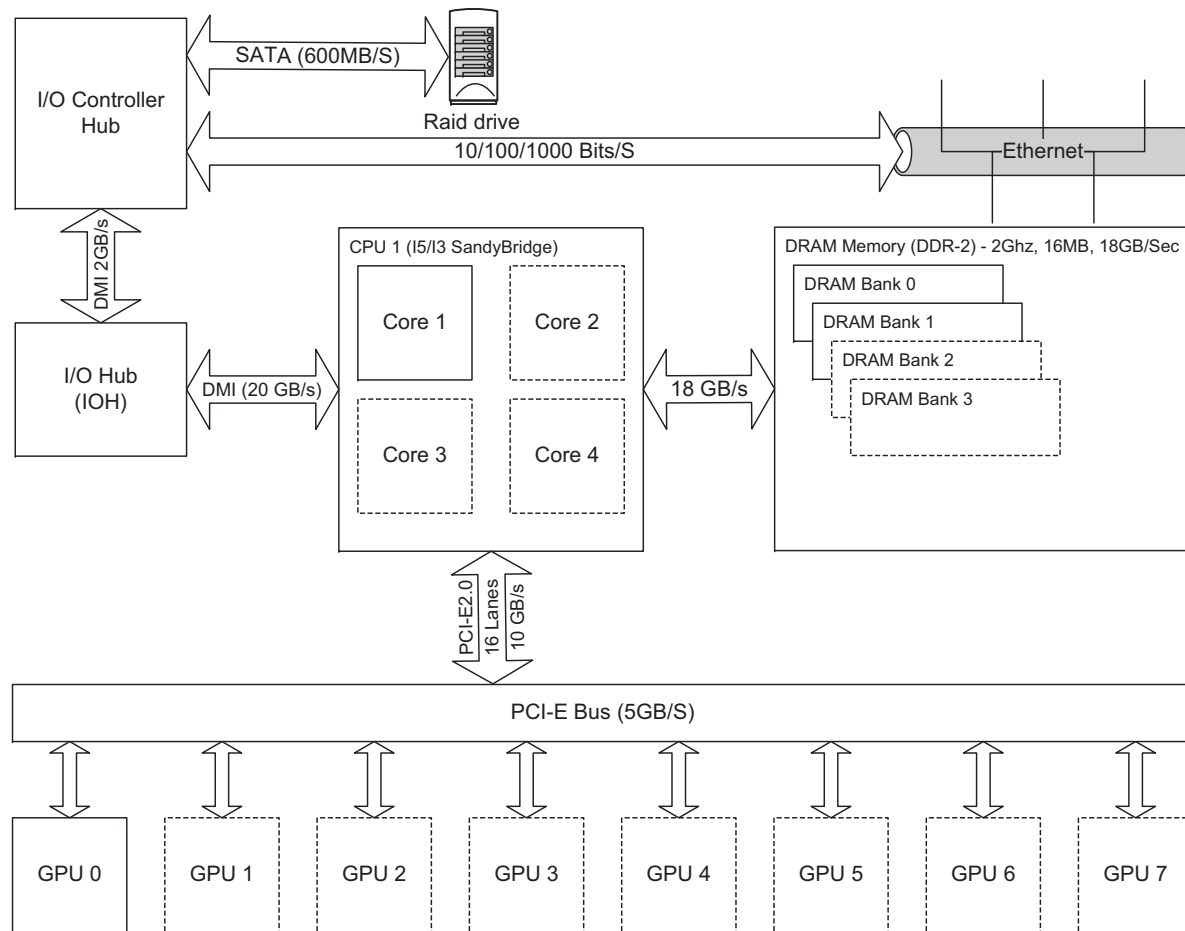 SATA (600MB/S)
I/O Controller
Hub
Raid drive
10/100/1000 Bits/S
Ethernet
DMI 2GB/s
CPU 1 (I5/I3 SandyBridge)
Core 1
Core 2
Core 3
Core 4
DRAM Memory (DDR-2) - 2Ghz, 16MB, 18GB/Sec
DRAM Bank 0
DRAM Bank 1
DRAM Bank 2
DRAM Bank 3
I/O Hub
(IOH)
DMI (20 GB/s)
18 GB/s
PCI-E2.0
16 Lanes
10 GB/s
PCI-E Bus (5GB/S)
GPU 0
GPU 1
GPU 2
GPU 3
GPU 4
GPU 5
GPU 6
GPU 7